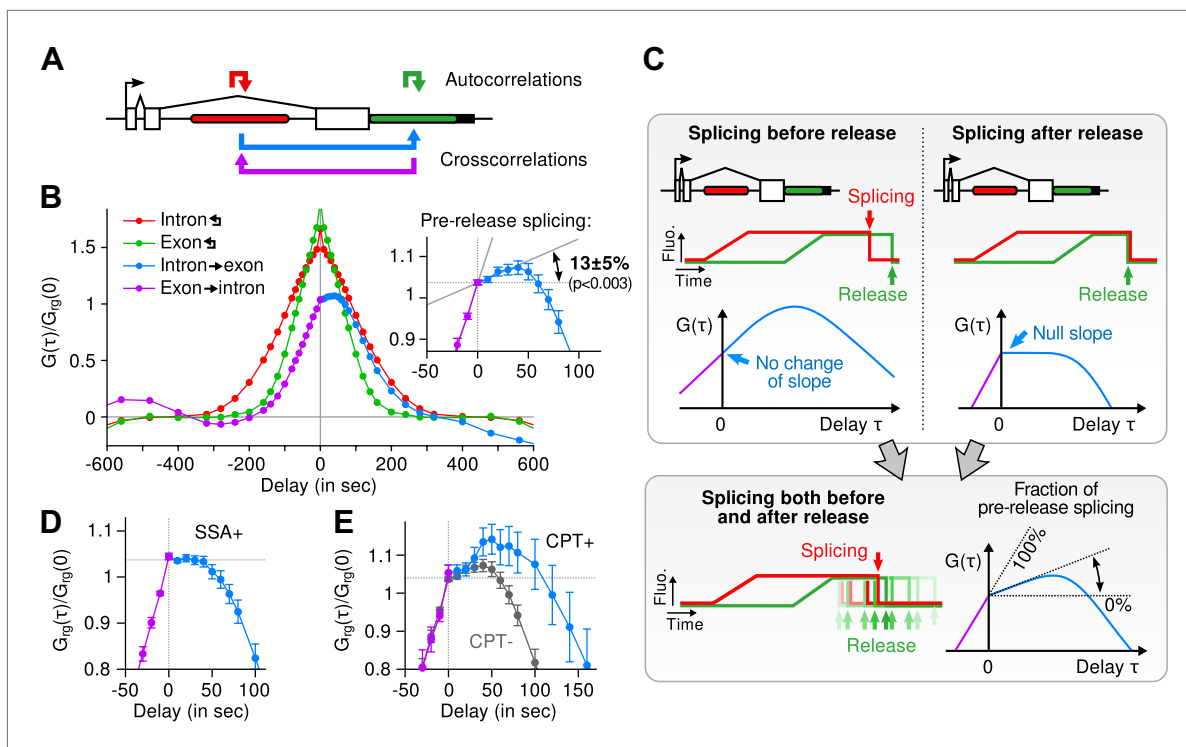 A
Autocorrelations
Crosscorrelations
B
Intron
Exon
Intron→exon
Exon→intron
G(τ)/Grg(0)
1.5
1
0.5
0
-600
-400
-200
0
200
400
600
Delay (in sec)
Pre-release splicing:
1.1
1
0.9
-50
0
50
100
13±5%
(p<0.003)
C
Splicing before release
Splicing after release
Fluo.
Time
Release
Release
G(τ)
No change
of slope
0
Delay τ
G(τ)
Null slope
0
Delay τ
Splicing both before
and after release
Splicing
Fluo.
Time
Release
Fraction of
pre-release splicing
G(τ)
100%
0%
0
Delay τ
D
SSA+
Grg(τ)/Grg(0)
1.1
1
0.9
0.8
-50
0
50
100
Delay (in sec)
E
CPT+
CPT-
Grg(τ)/Grg(0)
1.2
1.1
1
0.9
0.8
-50
0
50
100
150
Delay (in sec)